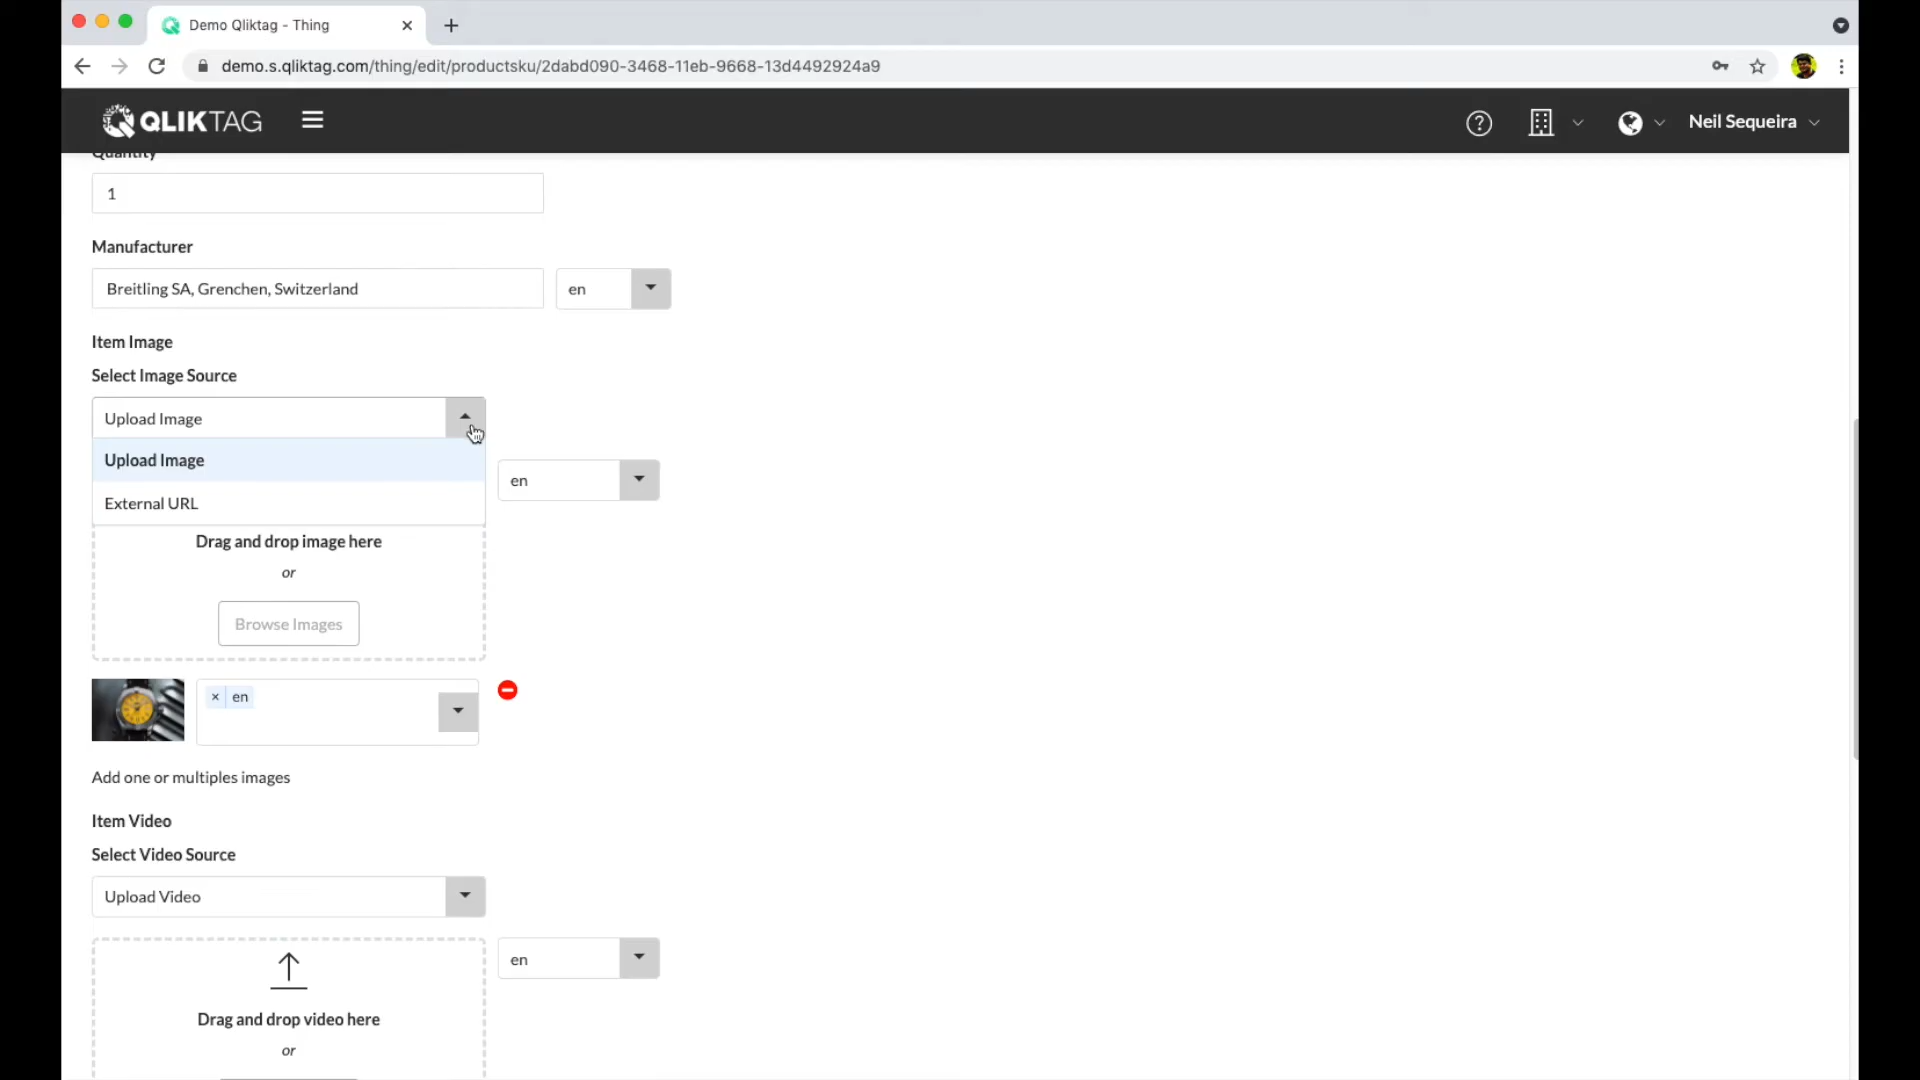 Demo Qliktag - Thing
demo.s.qliktag.com/thing/edit/productsku/2dabd090-3468-11eb-9668-13d4492924a9
QLIKTAG
Neil Sequeira
Quantity
1
Manufacturer
Breitling SA, Grenchen, Switzerland
en
Item Image
Select Image Source
Upload Image
Upload Image
External URL
en
Drag and drop image here
or
Browse Images
× en
Add one or multiples images
Item Video
Select Video Source
Upload Video
en
Drag and drop video here
or